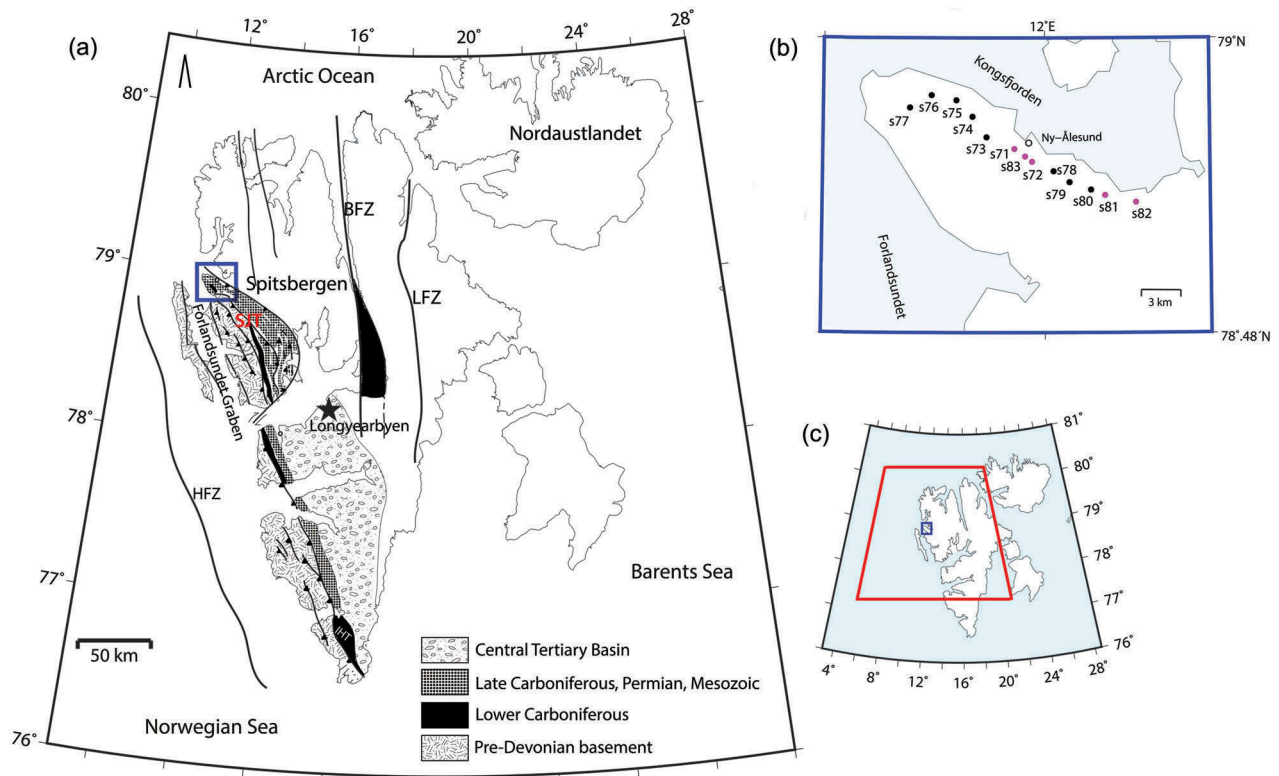 (a)
12°
16°
20°
24°
28°
80°
79°
78°
77°
76°
Arctic Ocean
Nordaustlandet
BFZ
LFZ
Spitsbergen
SJT
Forlandsundet Graben
Longyearbyen
HFZ
Barents Sea
IHT
50 km
Norwegian Sea
Central Tertiary Basin
Late Carboniferous, Permian, Mesozoic
Lower Carboniferous
Pre-Devonian basement
(b)
12°E
79°N
Kongsfjorden
s76
s75
s77
s74
s73
Ny–Ålesund
s71
s83
s78
s72
s79
s80
s81
s82
Forlandsundet
3 km
78°.48′N
(c)
81°
80°
79°
78°
77°
76°
4°
8°
12°
16°
20°
24°
28°